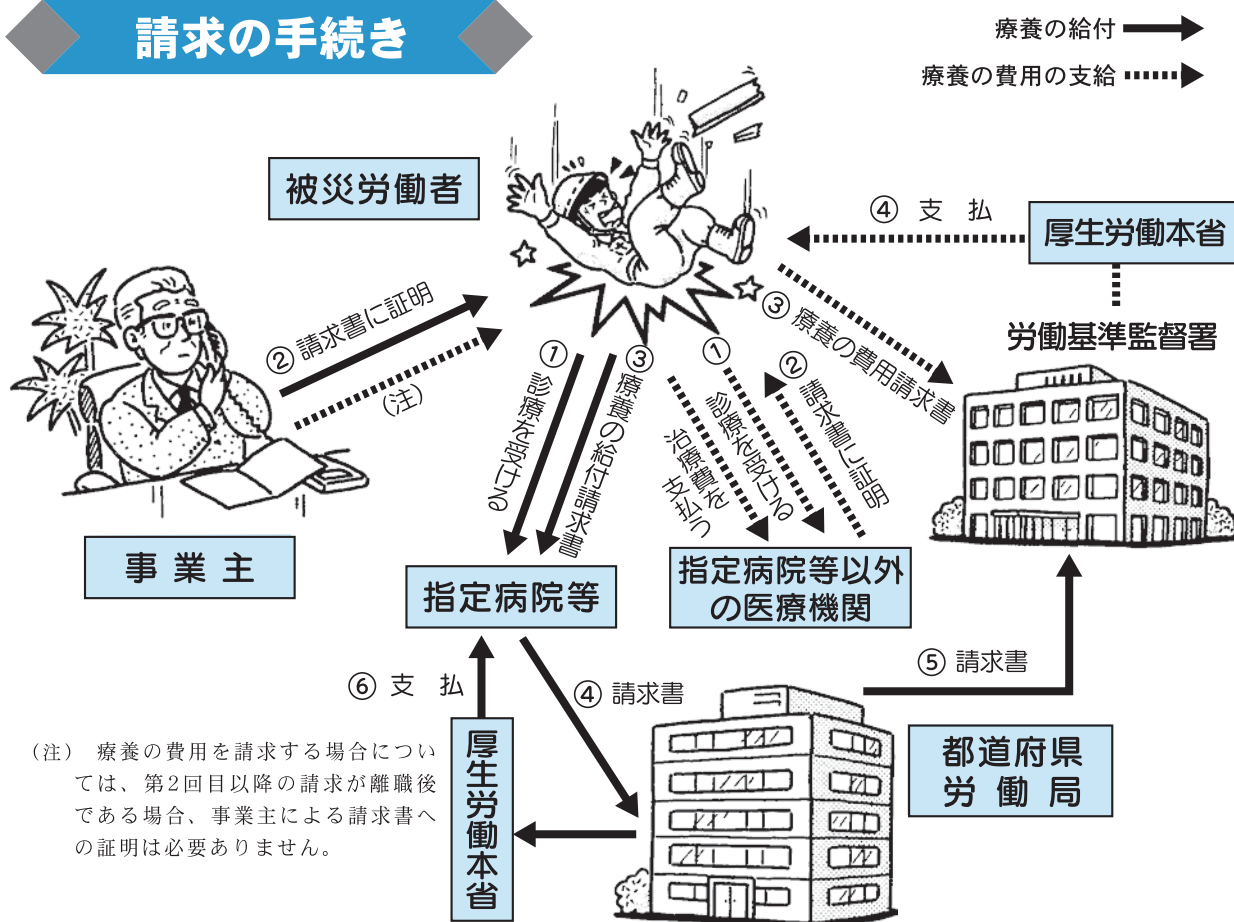 請求の手続き
療養の給付
療養の費用の支給
被災労働者
④ 支 払
厚生労働本省
② 請求書に証明
(注)
③ 療養の費用請求書
労働基準監督署
① 診療を受ける
③ 療養の給付請求書
治療費を
支払う
① 診療を受ける
② 請求書に証明
事業主
指定病院等
指定病院等以外
の医療機関
⑥ 支 払
④ 請求書
⑤ 請求書
厚生労働本省
都道府県
労働局
(注) 療養の費用を請求する場合につい
ては、第2回目以降の請求が離職後
である場合、事業主による請求書へ
の証明は必要ありません。